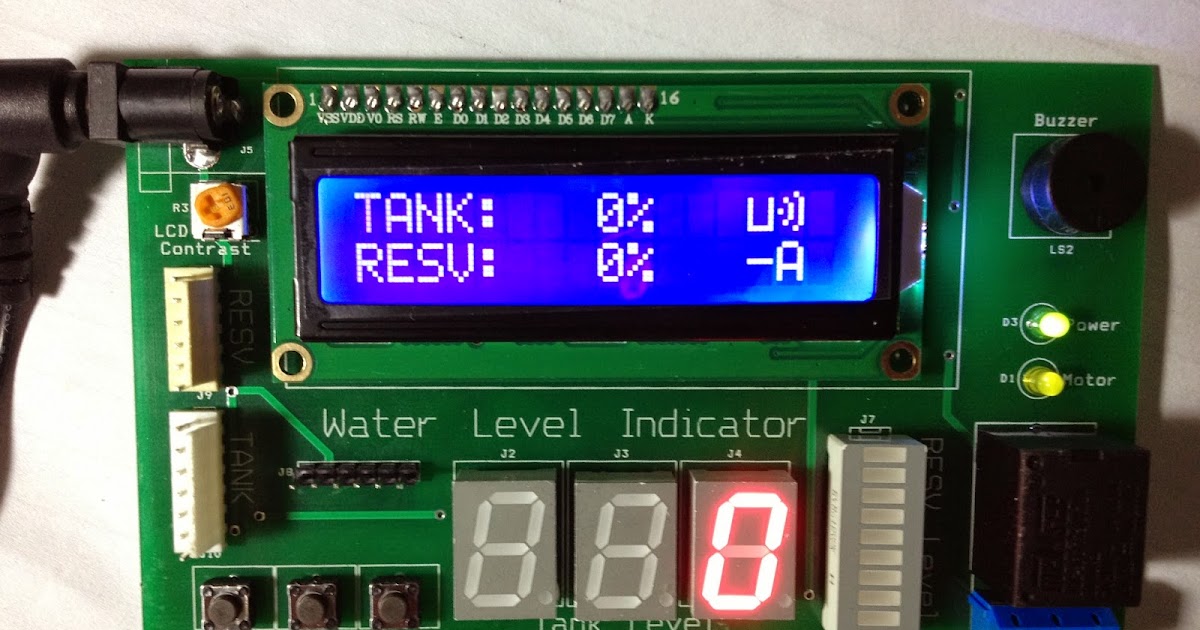 1 16
VSS VDD V0 RS RW E D0 D1 D2 D3 D4 D5 D6 D7 A K
Buzzer
J5
R3
LCD
Contrast
TANK: 0%
RESV: 0% -A
LS2
RESV
D3 Power
D1 Motor
J9
Water Level Indicator
J7
J2 J3 J4
TANK
J8
0
RESV Level
J10
Tank Level